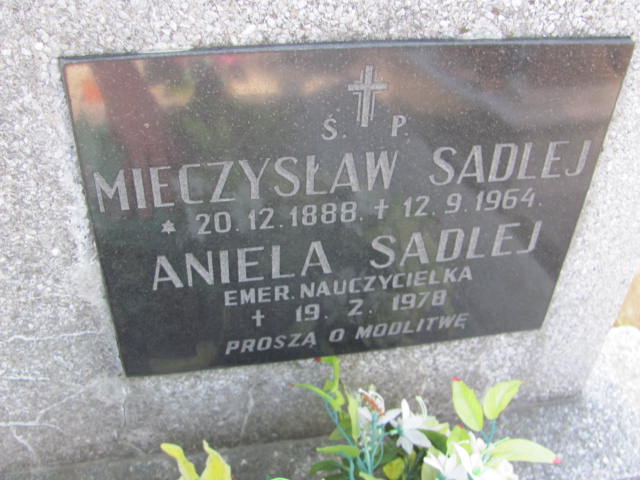 Ś. P.
MIECZYSŁAW SADLEJ
* 20.12.1888. + 12.9.1964.
ANIELA SADLEJ
EMER. NAUCZYCIELKA
+ 19. 2. 1978
PROSZĄ O MODLITWĘ